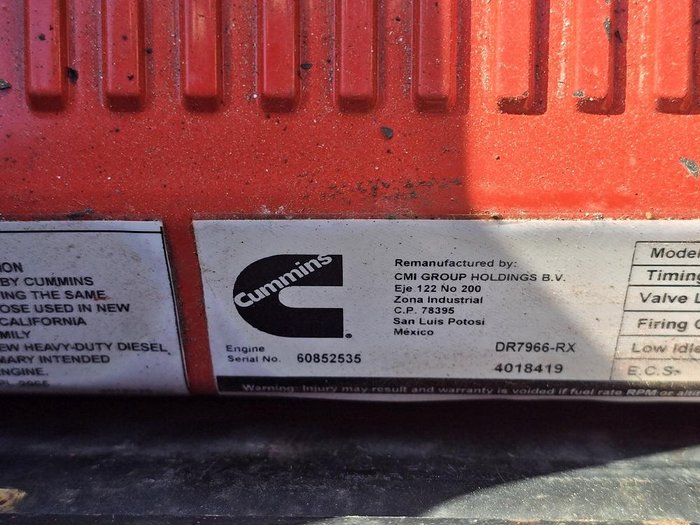 ION
BY CUMMINS
ING THE SAME
OSE USED IN NEW
CALIFORNIA
MILY
EW HEAVY-DUTY DIESEL
MARY INTENDED
ENGINE.
Cummins
Engine
Serial No. 60852535
Remanufactured by:
CMI GROUP HOLDINGS B.V.
Eje 122 No 200
Zona Industrial
C.P. 78395
San Luis Potosi
México
DR7966-RX
4018419
Model
Timing
Valve
Firing
Low Idle
E.C.S.
Warning: Injury may result and warranty is voided if fuel rate RPM or